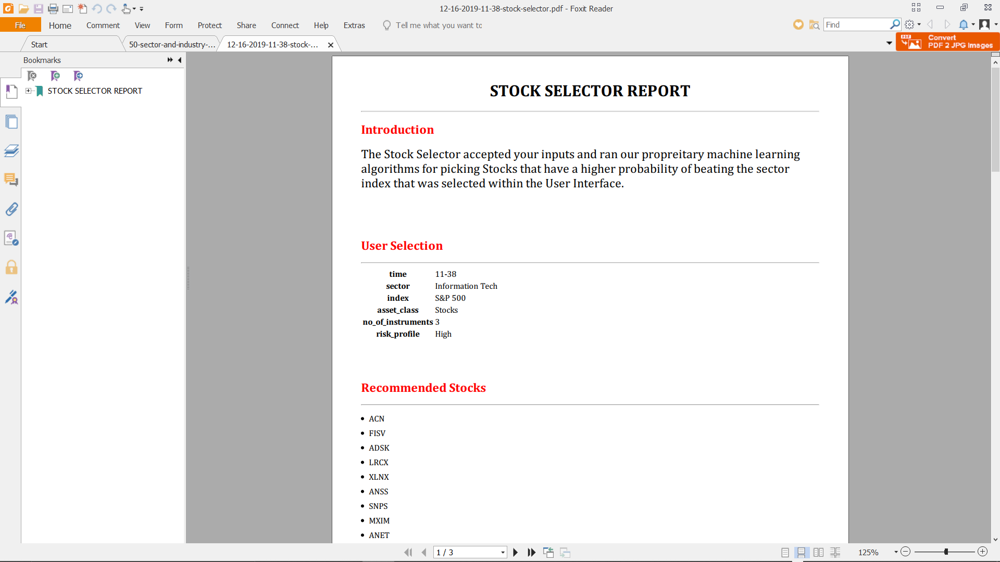 12-16-2019-11-38-stock-selector.pdf - Foxit Reader
File Home Comment View Form Protect Share Connect Help Extras Tell me what you want to
Find
Start
50-sector-and-industry-...
12-16-2019-11-38-stock-...
PDF
Convert
PDF 2 JPG Images
Bookmarks
STOCK SELECTOR REPORT
STOCK SELECTOR REPORT
Introduction
The Stock Selector accepted your inputs and ran our propreitary machine learning
algorithms for picking Stocks that have a higher probability of beating the sector
index that was selected within the User Interface.
User Selection
time 11-38
sector Information Tech
index S&P 500
asset_class Stocks
no_of_instruments 3
risk_profile High
Recommended Stocks
• ACN
• FISV
• ADSK
• LRCX
• XLNX
• ANSS
• SNPS
• MXIM
• ANET
1 / 3
125%